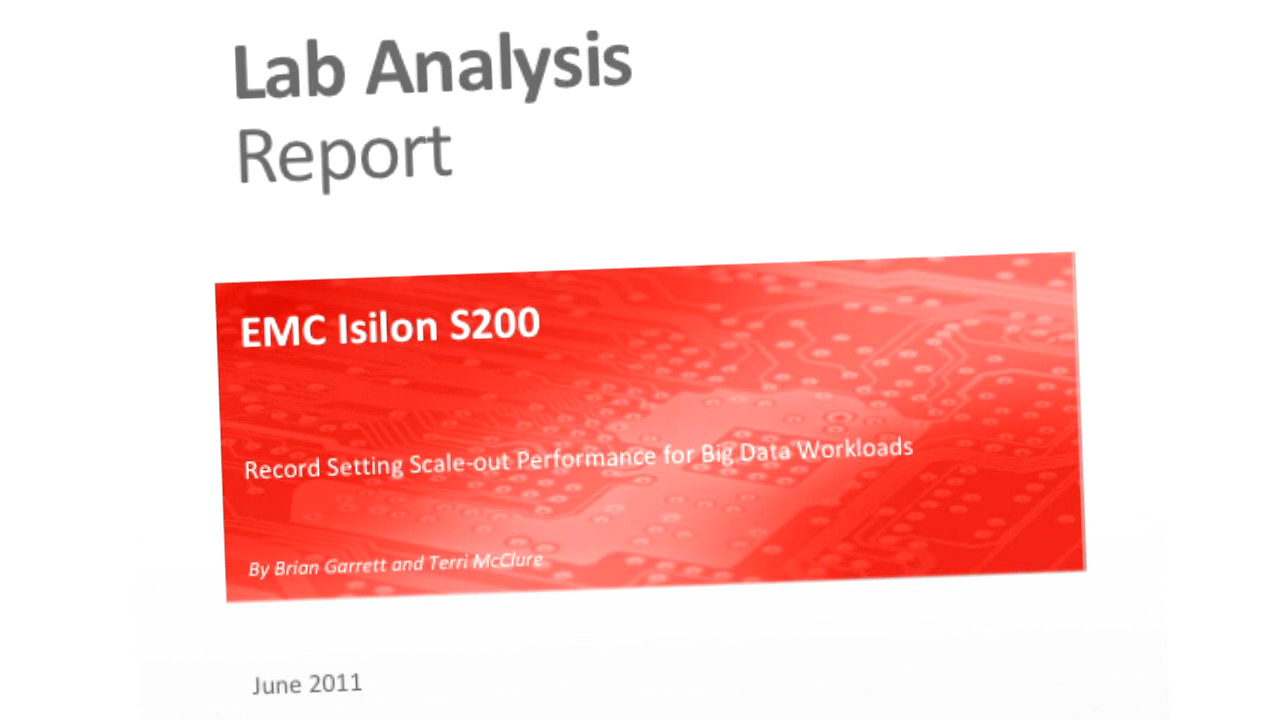 Lab Analysis
Report
EMC Isilon S200
Record Setting Scale-out Performance for Big Data Workloads
By Brian Garrett and Terri McClure
June 2011